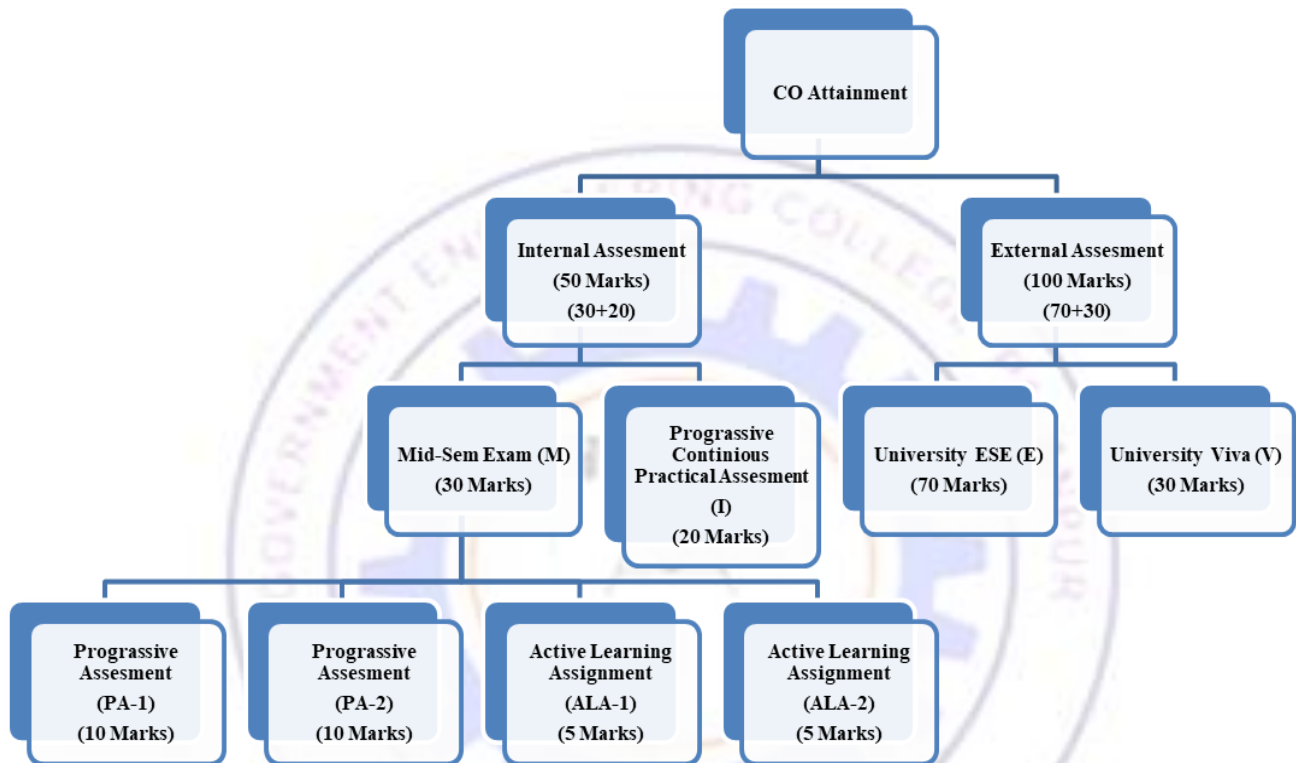 CO Attainment
Internal Assesment
(50 Marks)
(30+20)
External Assesment
(100 Marks)
(70+30)
Mid-Sem Exam (M)
(30 Marks)
Prograssive
Continious
Practical Assesment
(I)
(20 Marks)
University ESE (E)
(70 Marks)
University Viva (V)
(30 Marks)
Prograssive
Assesment
(PA-1)
(10 Marks)
Prograssive
Assesment
(PA-2)
(10 Marks)
Active Learning
Assignment
(ALA-1)
(5 Marks)
Active Learning
Assignment
(ALA-2)
(5 Marks)